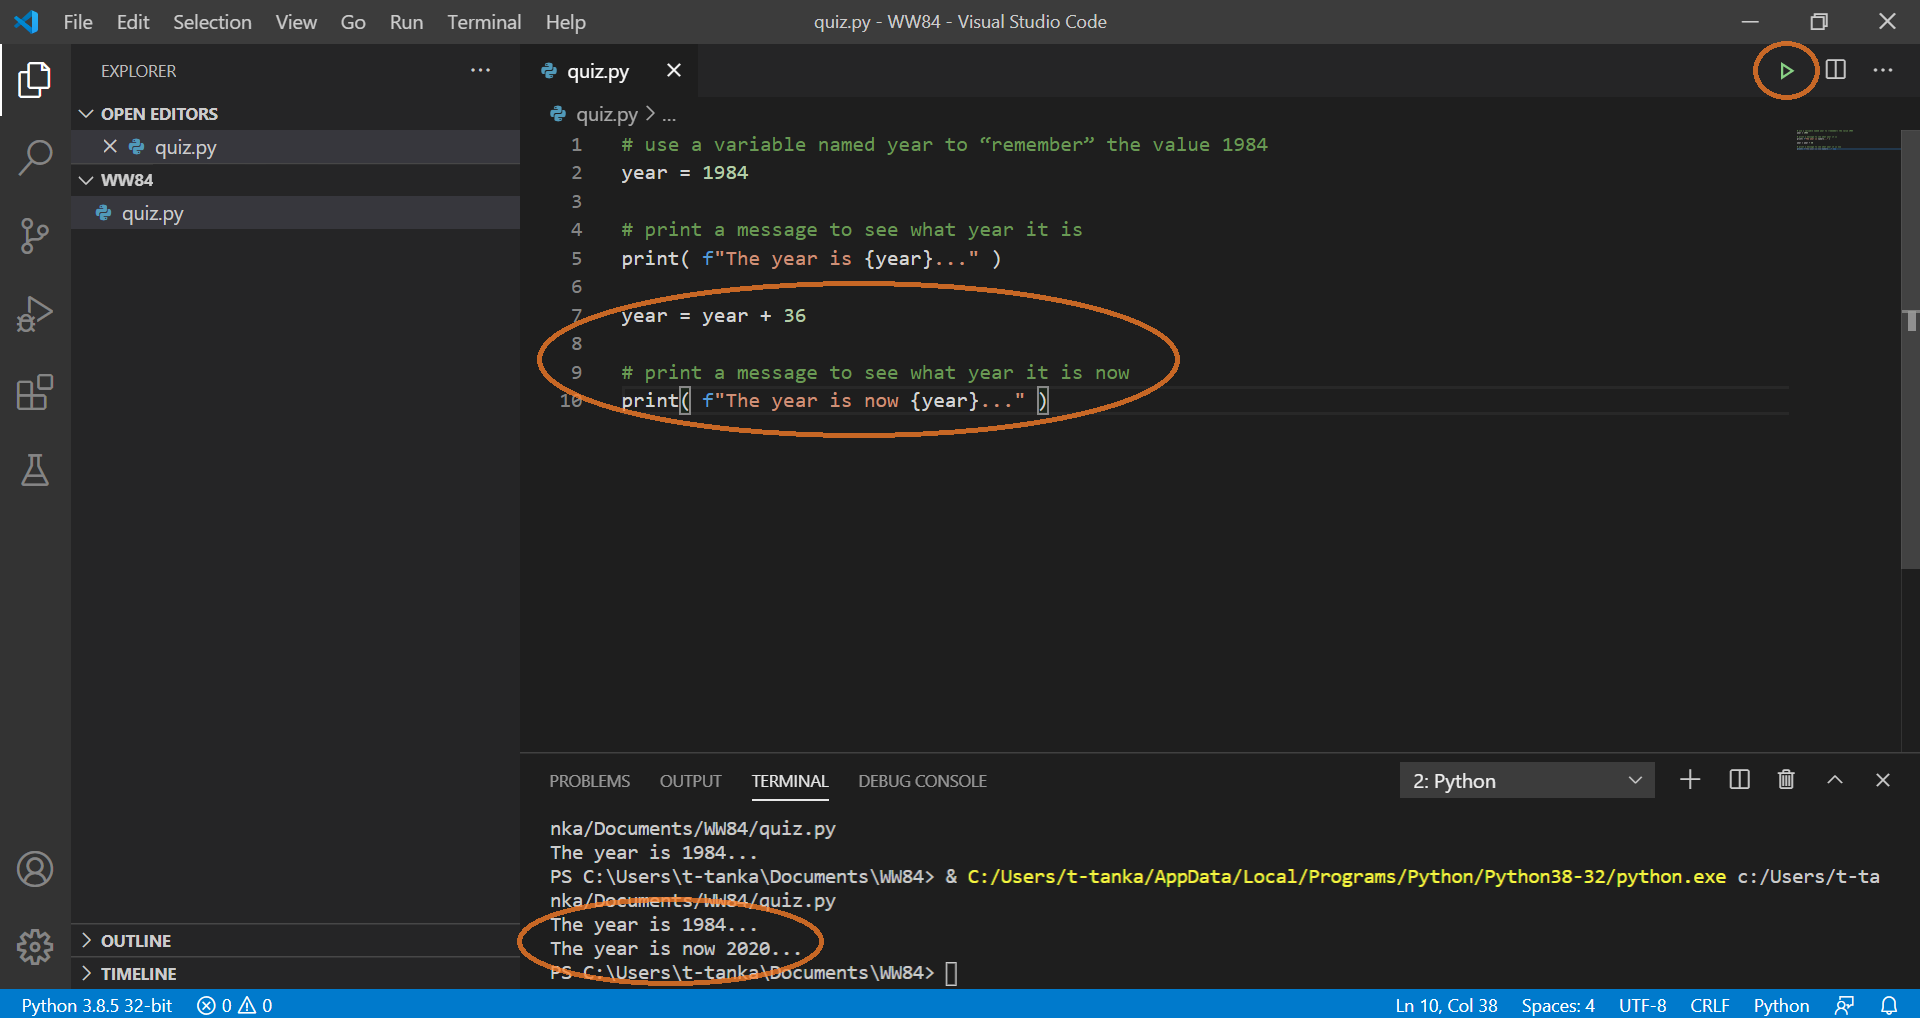 File Edit Selection View Go Run Terminal Help quiz.py - WW84 - Visual Studio Code
EXPLORER
OPEN EDITORS
quiz.py
WW84
quiz.py
OUTLINE
TIMELINE
quiz.py
quiz.py > ...
1 # use a variable named year to “remember” the value 1984
2 year = 1984
3
4 # print a message to see what year it is
5 print( f"The year is {year}..." )
6
7 year = year + 36
8
9 # print a message to see what year it is now
10 print( f"The year is now {year}..." )
PROBLEMS OUTPUT TERMINAL DEBUG CONSOLE 2: Python
nka/Documents/WW84/quiz.py
The year is 1984...
PS C:\Users\t-tanka\Documents\WW84> & C:/Users/t-tanka/AppData/Local/Programs/Python/Python38-32/python.exe c:/Users/t-ta
nka/Documents/WW84/quiz.py
The year is 1984...
The year is now 2020...
PS C:\Users\t-tanka\Documents\WW84>
Python 3.8.5 32-bit 0 0 Ln 10, Col 38 Spaces: 4 UTF-8 CRLF Python